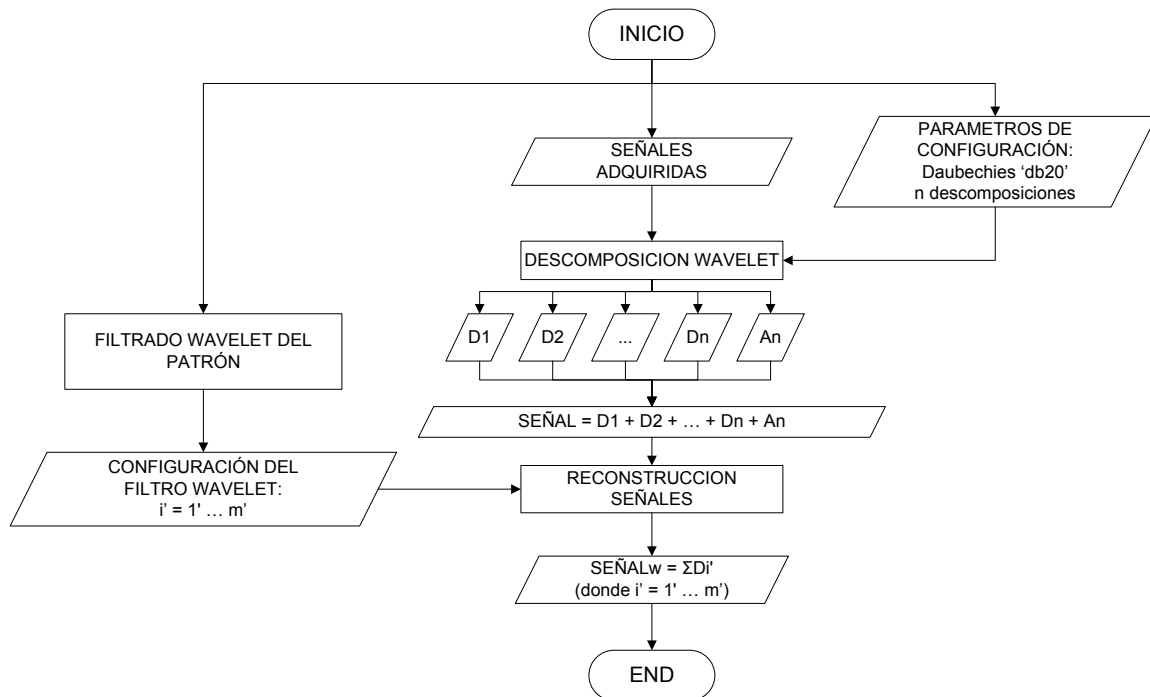 INICIO
SEÑALES
ADQUIRIDAS
PARAMETROS DE
CONFIGURACIÓN:
Daubechies ‘db20’
n descomposiciones
DESCOMPOSICION WAVELET
D1
D2
...
Dn
An
FILTRADO WAVELET DEL
PATRÓN
SEÑAL = D1 + D2 + … + Dn + An
CONFIGURACIÓN DEL
FILTRO WAVELET:
i’ = 1' … m’
RECONSTRUCCION
SEÑALES
SEÑALw = ΣDi'
(donde i’ = 1' … m’)
END